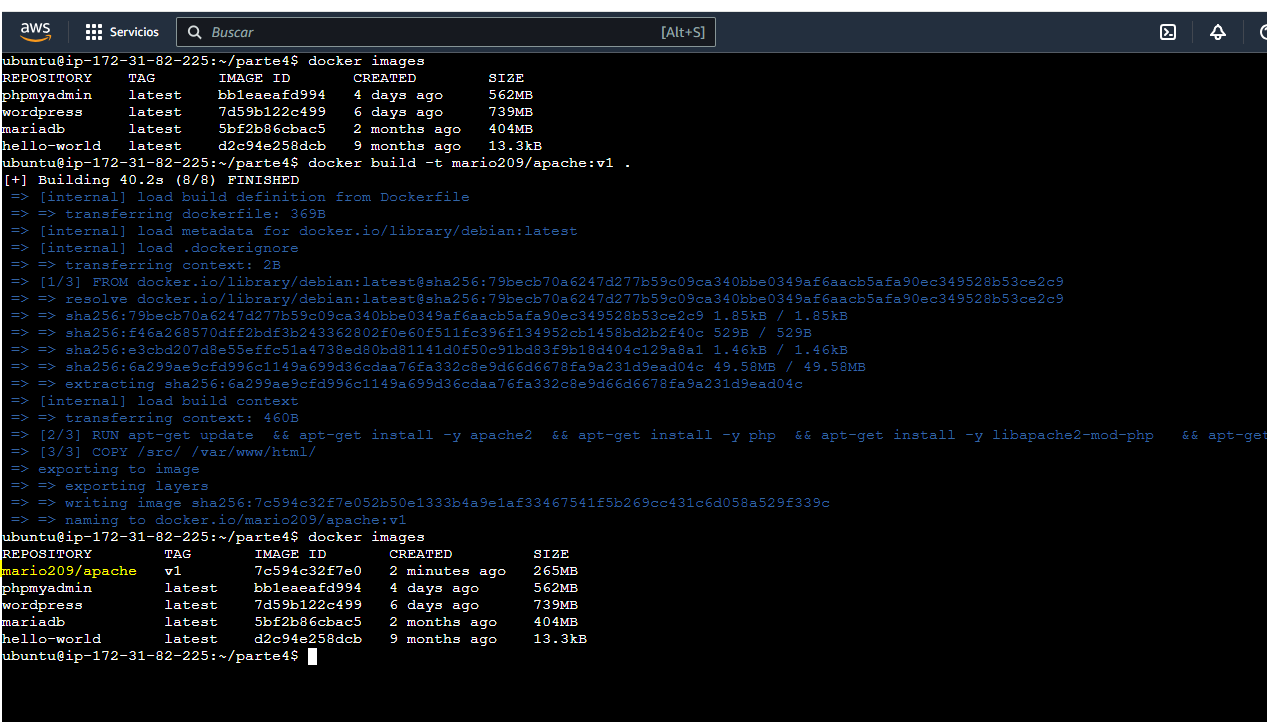 aws Servicios Buscar [Alt+S]
ubuntu@ip-172-31-82-225:~/parte4$ docker images
REPOSITORY TAG IMAGE ID CREATED SIZE
phpmyadmin latest bb1eaeafd994 4 days ago 562MB
wordpress latest 7d59b122c499 6 days ago 739MB
mariadb latest 5bf2b86cbac5 2 months ago 404MB
hello-world latest d2c94e258dcb 9 months ago 13.3kB
ubuntu@ip-172-31-82-225:~/parte4$ docker build -t mario209/apache:v1 .
[+] Building 40.2s (8/8) FINISHED
=> [internal] load build definition from Dockerfile
=> => transferring dockerfile: 369B
=> [internal] load metadata for docker.io/library/debian:latest
=> [internal] load .dockerignore
=> => transferring context: 2B
=> [1/3] FROM docker.io/library/debian:latest@sha256:79becb70a6247d277b59c09ca340bbe0349af6aacb5afa90ec349528b53ce2c9
=> => resolve docker.io/library/debian:latest@sha256:79becb70a6247d277b59c09ca340bbe0349af6aacb5afa90ec349528b53ce2c9
=> => sha256:79becb70a6247d277b59c09ca340bbe0349af6aacb5afa90ec349528b53ce2c9 1.85kB / 1.85kB
=> => sha256:f46a268570dff2bdf3b243362802f0e60f511fc396f134952cb1458bd2b2f40c 529B / 529B
=> => sha256:e3cbd207d8e55effc51a4738ed80bd81141d0f50c91bd83f9b18d404c129a8a1 1.46kB / 1.46kB
=> => sha256:6a299ae9cfd996c1149a699d36cdaa76fa332c8e9d66d6678fa9a231d9ead04c 49.58MB / 49.58MB
=> => extracting sha256:6a299ae9cfd996c1149a699d36cdaa76fa332c8e9d66d6678fa9a231d9ead04c
=> [internal] load build context
=> => transferring context: 460B
=> [2/3] RUN apt-get update && apt-get install -y apache2 && apt-get install -y php && apt-get install -y libapache2-mod-php && apt-get
=> [3/3] COPY /src/ /var/www/html/
=> exporting to image
=> => exporting layers
=> => writing image sha256:7c594c32f7e052b50e1333b4a9e1af33467541f5b269cc431c6d058a529f339c
=> => naming to docker.io/mario209/apache:v1
ubuntu@ip-172-31-82-225:~/parte4$ docker images
REPOSITORY TAG IMAGE ID CREATED SIZE
mario209/apache v1 7c594c32f7e0 2 minutes ago 265MB
phpmyadmin latest bb1eaeafd994 4 days ago 562MB
wordpress latest 7d59b122c499 6 days ago 739MB
mariadb latest 5bf2b86cbac5 2 months ago 404MB
hello-world latest d2c94e258dcb 9 months ago 13.3kB
ubuntu@ip-172-31-82-225:~/parte4$